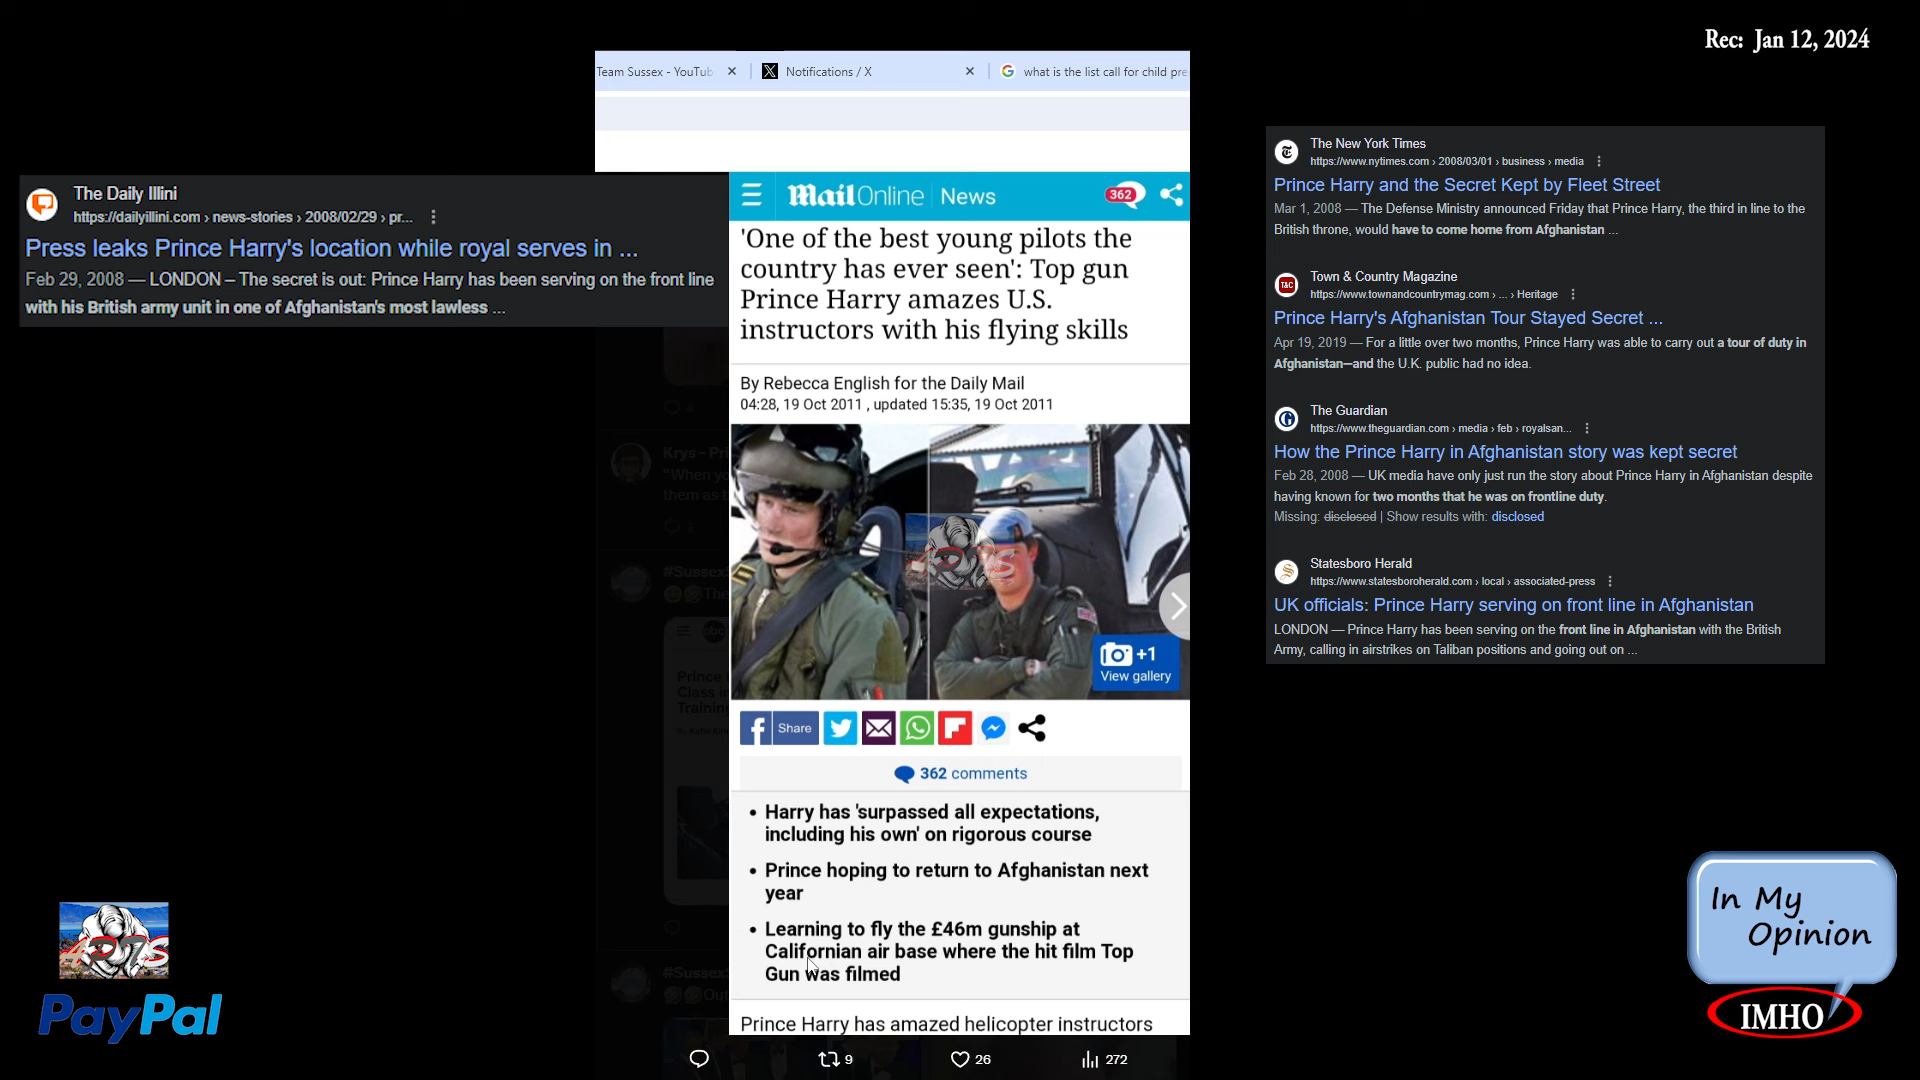 Rec: Jan 12, 2024
Team Sussex - YouTub
Notifications / X
what is the list call for child pre
The Daily Illini
https://dailyillini.com › news-stories › 2008/02/29 › pr...
Press leaks Prince Harry's location while royal serves in ...
Feb 29, 2008 — LONDON – The secret is out: Prince Harry has been serving on the front line
with his British army unit in one of Afghanistan's most lawless ...
Mail Online News
362
'One of the best young pilots the
country has ever seen': Top gun
Prince Harry amazes U.S.
instructors with his flying skills
By Rebecca English for the Daily Mail
04:28, 19 Oct 2011 , updated 15:35, 19 Oct 2011
+1
View gallery
Share
362 comments
• Harry has 'surpassed all expectations,
including his own' on rigorous course
• Prince hoping to return to Afghanistan next
year
• Learning to fly the £46m gunship at
Californian air base where the hit film Top
Gun was filmed
Prince Harry has amazed helicopter instructors
9
26
272
Krys - Pri
"When yo
them as t
#Sussex
Prince
Class i
Training
#Sussex
The New York Times
https://www.nytimes.com › 2008/03/01 › business › media
Prince Harry and the Secret Kept by Fleet Street
Mar 1, 2008 — The Defense Ministry announced Friday that Prince Harry, the third in line to the
British throne, would have to come home from Afghanistan ...
Town & Country Magazine
T&C
https://www.townandcountrymag.com › ... › Heritage
Prince Harry's Afghanistan Tour Stayed Secret ...
Apr 19, 2019 — For a little over two months, Prince Harry was able to carry out a tour of duty in
Afghanistan—and the U.K. public had no idea.
The Guardian
https://www.theguardian.com › media › feb › royalsan...
How the Prince Harry in Afghanistan story was kept secret
Feb 28, 2008 — UK media have only just run the story about Prince Harry in Afghanistan despite
having known for two months that he was on frontline duty.
Missing: disclosed | Show results with: disclosed
Statesboro Herald
https://www.statesboroherald.com › local › associated-press
UK officials: Prince Harry serving on front line in Afghanistan
LONDON — Prince Harry has been serving on the front line in Afghanistan with the British
Army, calling in airstrikes on Taliban positions and going out on ...
PayPal
In My
Opinion
IMHO